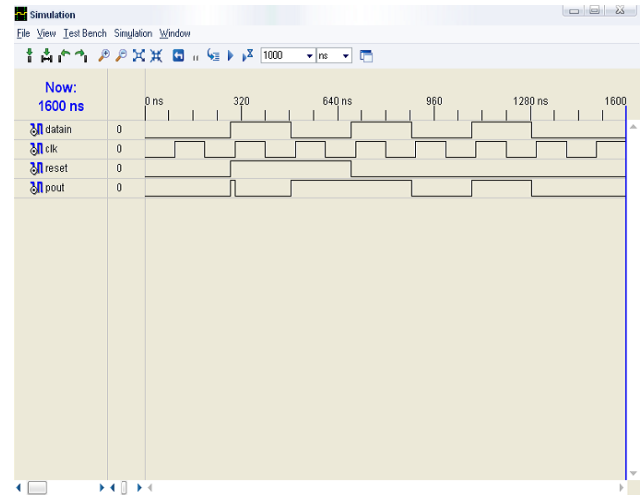 Simulation
File View Test Bench Simulation Window
1000 ns
Now:
1600 ns
0 ns 320 640 ns 960 1280 ns 1600
datain 0
clk 0
reset 0
pout 0